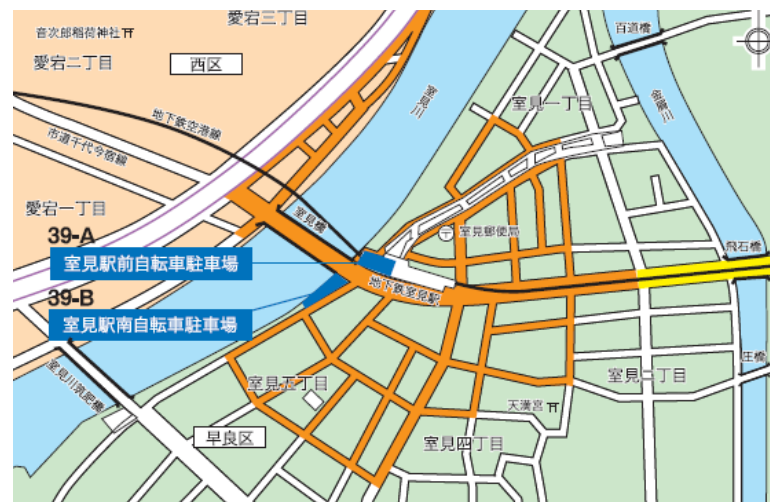 愛宕三丁目
音次郎稲荷神社
愛宕二丁目
西区
百道橋
室見川
室見一丁目
金屑川
地下鉄空港線
市道千代今宿線
愛宕一丁目
室見橋
39-A
室見駅前自転車駐車場
室見郵便局
飛石橋
地下鉄室見駅
39-B
室見駅南自転車駐車場
庄橋
室見川筑肥橋
室見五丁目
室見二丁目
天満宮
早良区
室見四丁目